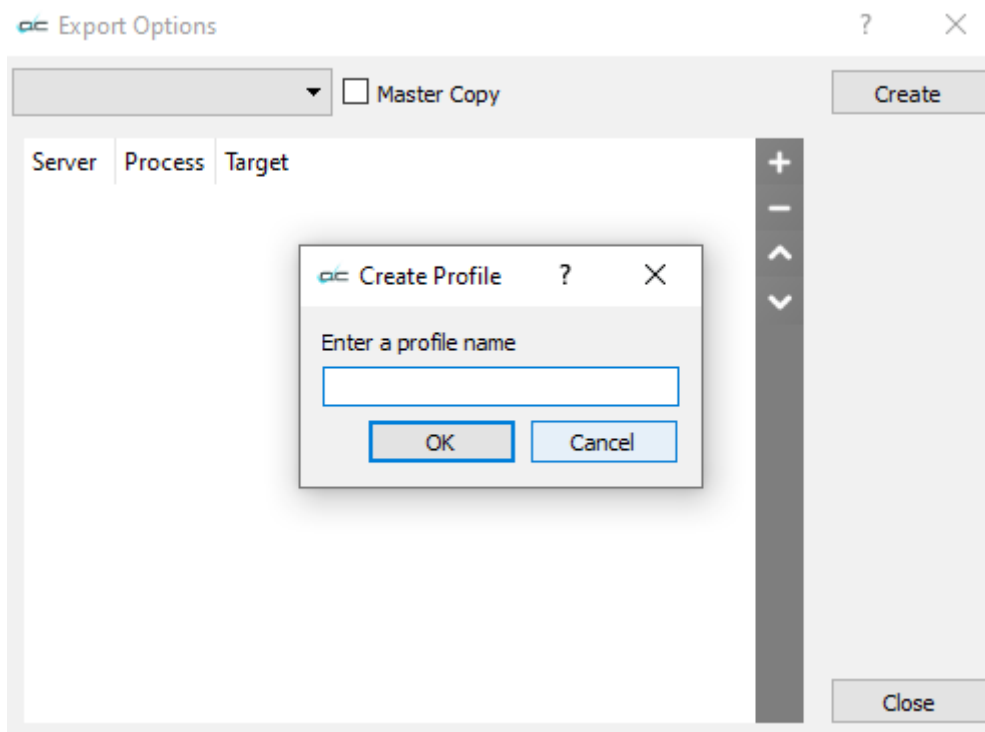 Export Options
Master Copy
Create
Server Process Target
Create Profile
Enter a profile name
OK Cancel
Close